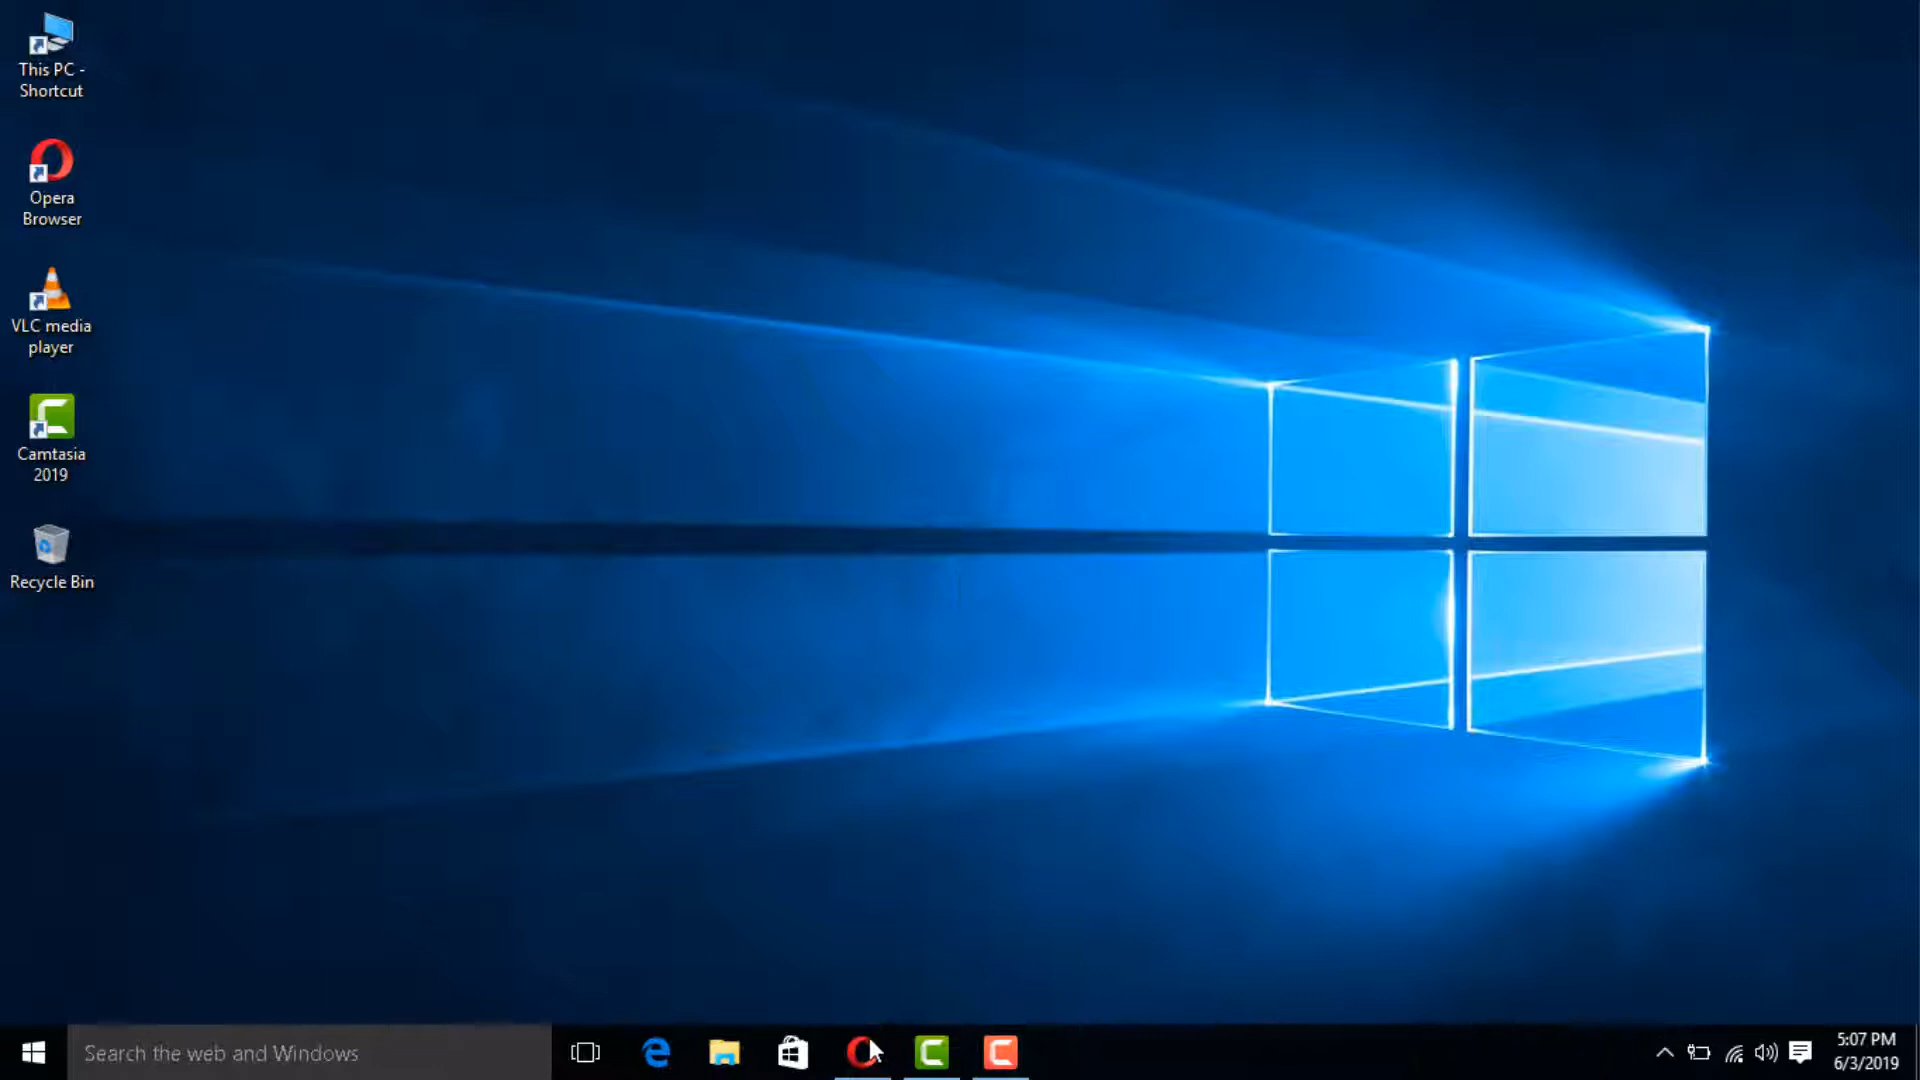 This PC -
Shortcut
Opera
Browser
VLC media
player
Camtasia
2019
Recycle Bin
Search the web and Windows
5:07 PM
6/3/2019